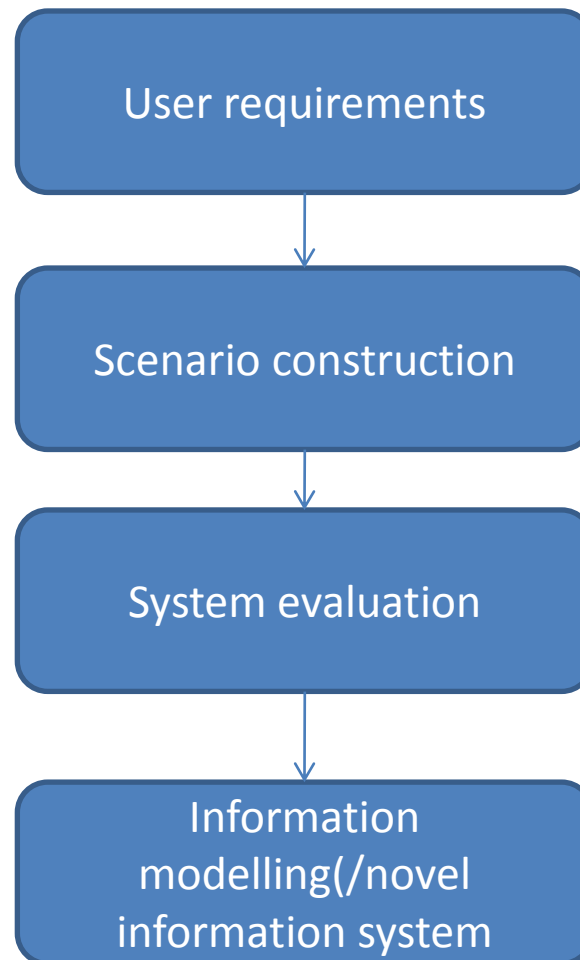 User requirements
Scenario construction
System evaluation
Information
modelling(/novel
information system